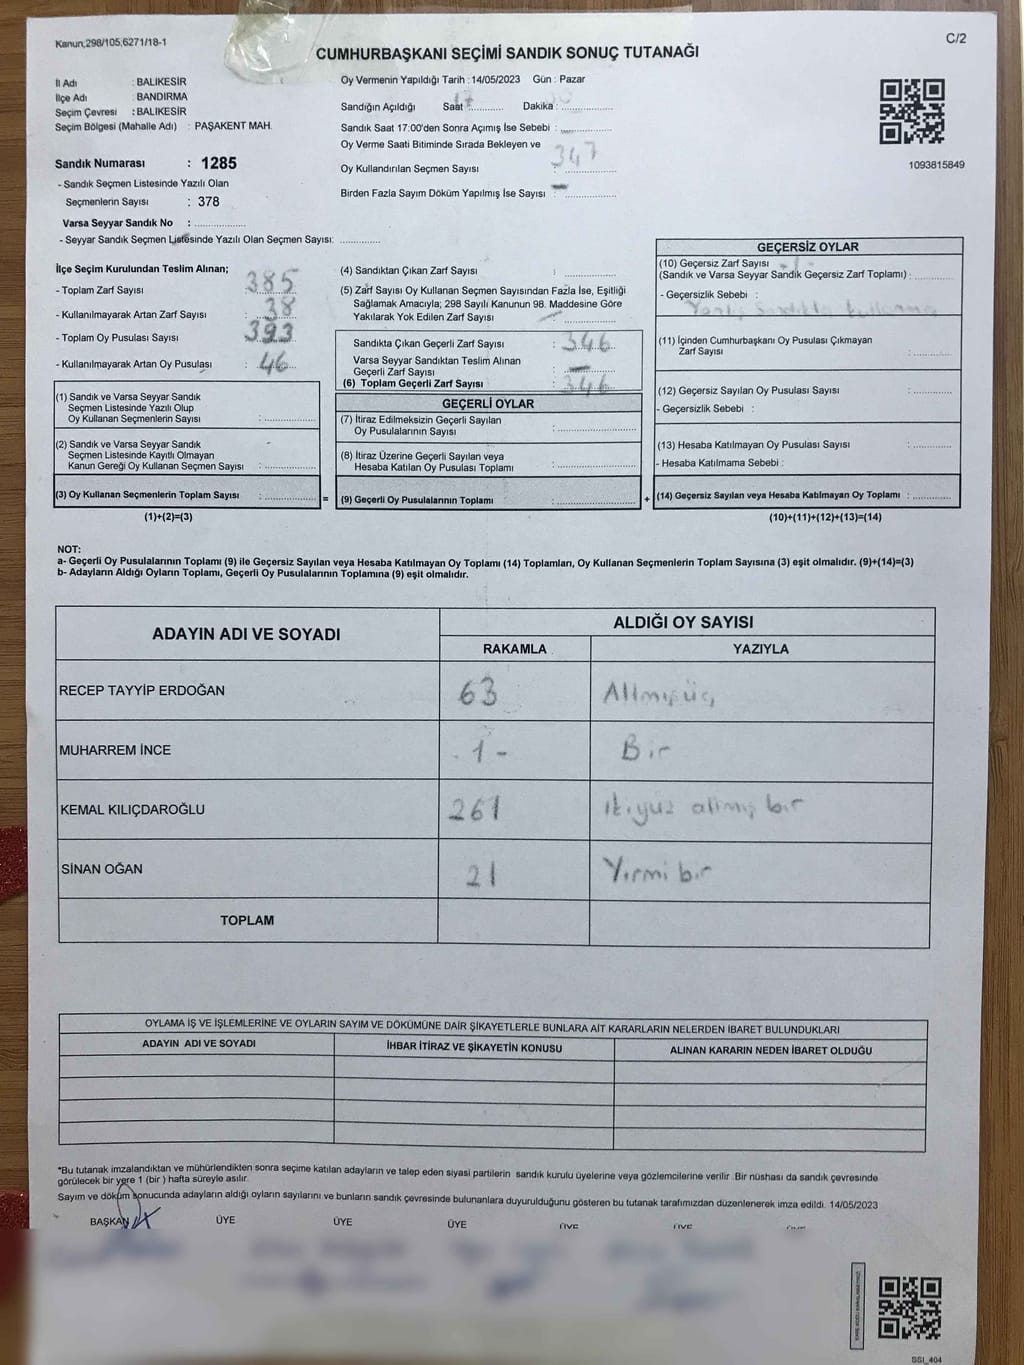 Kanun;298/105,6271/18-1
C/2
CUMHURBAŞKANI SEÇİMİ SANDIK SONUÇ TUTANAĞI
İl Adı : BALIKESİR
İlçe Adı : BANDIRMA
Seçim Çevresi : BALIKESİR
Seçim Bölgesi (Mahalle Adı) : PAŞAKENT MAH.
Sandık Numarası : 1285
- Sandık Seçmen Listesinde Yazılı Olan
Seçmenlerin Sayısı : 378
Varsa Seyyar Sandık No : ..............
- Seyyar Sandık Seçmen Listesinde Yazılı Olan Seçmen Sayısı: ............
Oy Vermenin Yapıldığı Tarih : 14/05/2023 Gün : Pazar
Sandığın Açıldığı Saat : 17 Dakika : ..............
Sandık Saat 17:00'den Sonra Açımış İse Sebebi : ..............
Oy Verme Saati Bitiminde Sırada Bekleyen ve
Oy Kullandırılan Seçmen Sayısı : 347
Birden Fazla Sayım Döküm Yapılmış İse Sayısı : –
1093815849
İlçe Seçim Kurulundan Teslim Alınan;
- Toplam Zarf Sayısı : 385
- Kullanılmayarak Artan Zarf Sayısı : 38
- Toplam Oy Pusulası Sayısı : 393
- Kullanılmayarak Artan Oy Pusulası : 46
(1) Sandık ve Varsa Seyyar Sandık
Seçmen Listesinde Yazılı Olup
Oy Kullanan Seçmenlerin Sayısı : ..............
(2) Sandık ve Varsa Seyyar Sandık
Seçmen Listesinde Kayıtlı Olmayan
Kanun Gereği Oy Kullanan Seçmen Sayısı : ..............
(3) Oy Kullanan Seçmenlerin Toplam Sayısı : .............. =
(1)+(2)=(3)
(4) Sandıktan Çıkan Zarf Sayısı : ..............
(5) Zarf Sayısı Oy Kullanan Seçmen Sayısından Fazla İse, Eşitliği
Sağlamak Amacıyla; 298 Sayılı Kanunun 98. Maddesine Göre
Yakılarak Yok Edilen Zarf Sayısı : –
Sandıkta Çıkan Geçerli Zarf Sayısı : 346
Varsa Seyyar Sandıktan Teslim Alınan
Geçerli Zarf Sayısı : –
(6) Toplam Geçerli Zarf Sayısı : 346
GEÇERLİ OYLAR
(7) İtiraz Edilmeksizin Geçerli Sayılan
Oy Pusulalarının Sayısı : ..............
(8) İtiraz Üzerine Geçerli Sayılan veya
Hesaba Katılan Oy Pusulası Toplamı : ..............
(9) Geçerli Oy Pusulalarının Toplamı : .............. +
GEÇERSİZ OYLAR
(10) Geçersiz Zarf Sayısı
(Sandık ve Varsa Seyyar Sandık Geçersiz Zarf Toplamı) : -1-
- Geçersizlik Sebebi :
Yanlış Sandıkta kullanma
(11) İçinden Cumhurbaşkanı Oy Pusulası Çıkmayan
Zarf Sayısı : ............
(12) Geçersiz Sayılan Oy Pusulası Sayısı : ............
- Geçersizlik Sebebi :
(13) Hesaba Katılmayan Oy Pusulası Sayısı : ............
- Hesaba Katılmama Sebebi :
(14) Geçersiz Sayılan veya Hesaba Katılmayan Oy Toplamı : ............
(10)+(11)+(12)+(13)=(14)
NOT:
a- Geçerli Oy Pusulalarının Toplamı (9) ile Geçersiz Sayılan veya Hesaba Katılmayan Oy Toplamı (14) Toplamları, Oy Kullanan Seçmenlerin Toplam Sayısına (3) eşit olmalıdır. (9)+(14)=(3)
b- Adayların Aldığı Oyların Toplamı, Geçerli Oy Pusulalarının Toplamına (9) eşit olmalıdır.
ADAYIN ADI VE SOYADI
ALDIĞI OY SAYISI
RAKAMLA
YAZIYLA
RECEP TAYYİP ERDOĞAN 63 Altmışüç
MUHARREM İNCE -1- Bir
KEMAL KILIÇDAROĞLU 261 ikiyüz altmış bir
SİNAN OĞAN 21 Yirmi bir
TOPLAM
OYLAMA İŞ VE İŞLEMLERİNE VE OYLARIN SAYIM VE DÖKÜMÜNE DAİR ŞİKAYETLERLE BUNLARA AİT KARARLARIN NELERDEN İBARET BULUNDUKLARI
ADAYIN ADI VE SOYADI
İHBAR İTİRAZ VE ŞİKAYETİN KONUSU
ALINAN KARARIN NEDEN İBARET OLDUĞU
*Bu tutanak imzalandıktan ve mühürlendikten sonra seçime katılan adayların ve talep eden siyasi partilerin sandık kurulu üyelerine veya gözlemcilerine verilir .Bir nüshası da sandık çevresinde
görülecek bir yere 1 (bir ) hafta süreyle asılır.
Sayım ve döküm sonucunda adayların aldığı oyların sayılarını ve bunların sandık çevresinde bulunanlara duyurulduğunu gösteren bu tutanak tarafımızdan düzenlenerek imza edildi. 14/05/2023
BAŞKAN ÜYE ÜYE ÜYE ÜYE ÜYE ÜYE
SSI_404